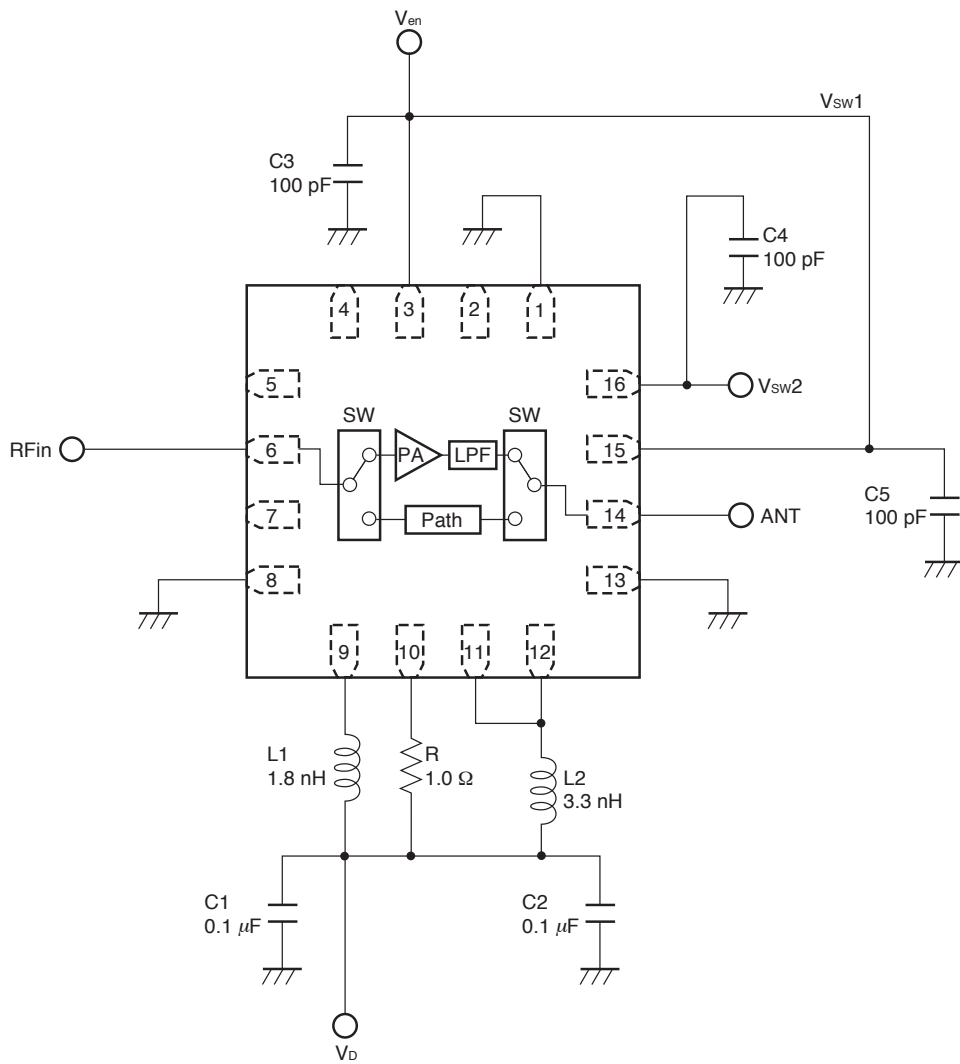 Ven
VSW1
C3
100 pF
C4
100 pF
4
3
2
1
5
16
VSW2
SW
SW
RFin
6
PA
LPF
15
7
Path
14
ANT
C5
100 pF
8
13
9
10
11
12
L1
1.8 nH
R
1.0 Ω
L2
3.3 nH
C1
0.1 μF
C2
0.1 μF
VD